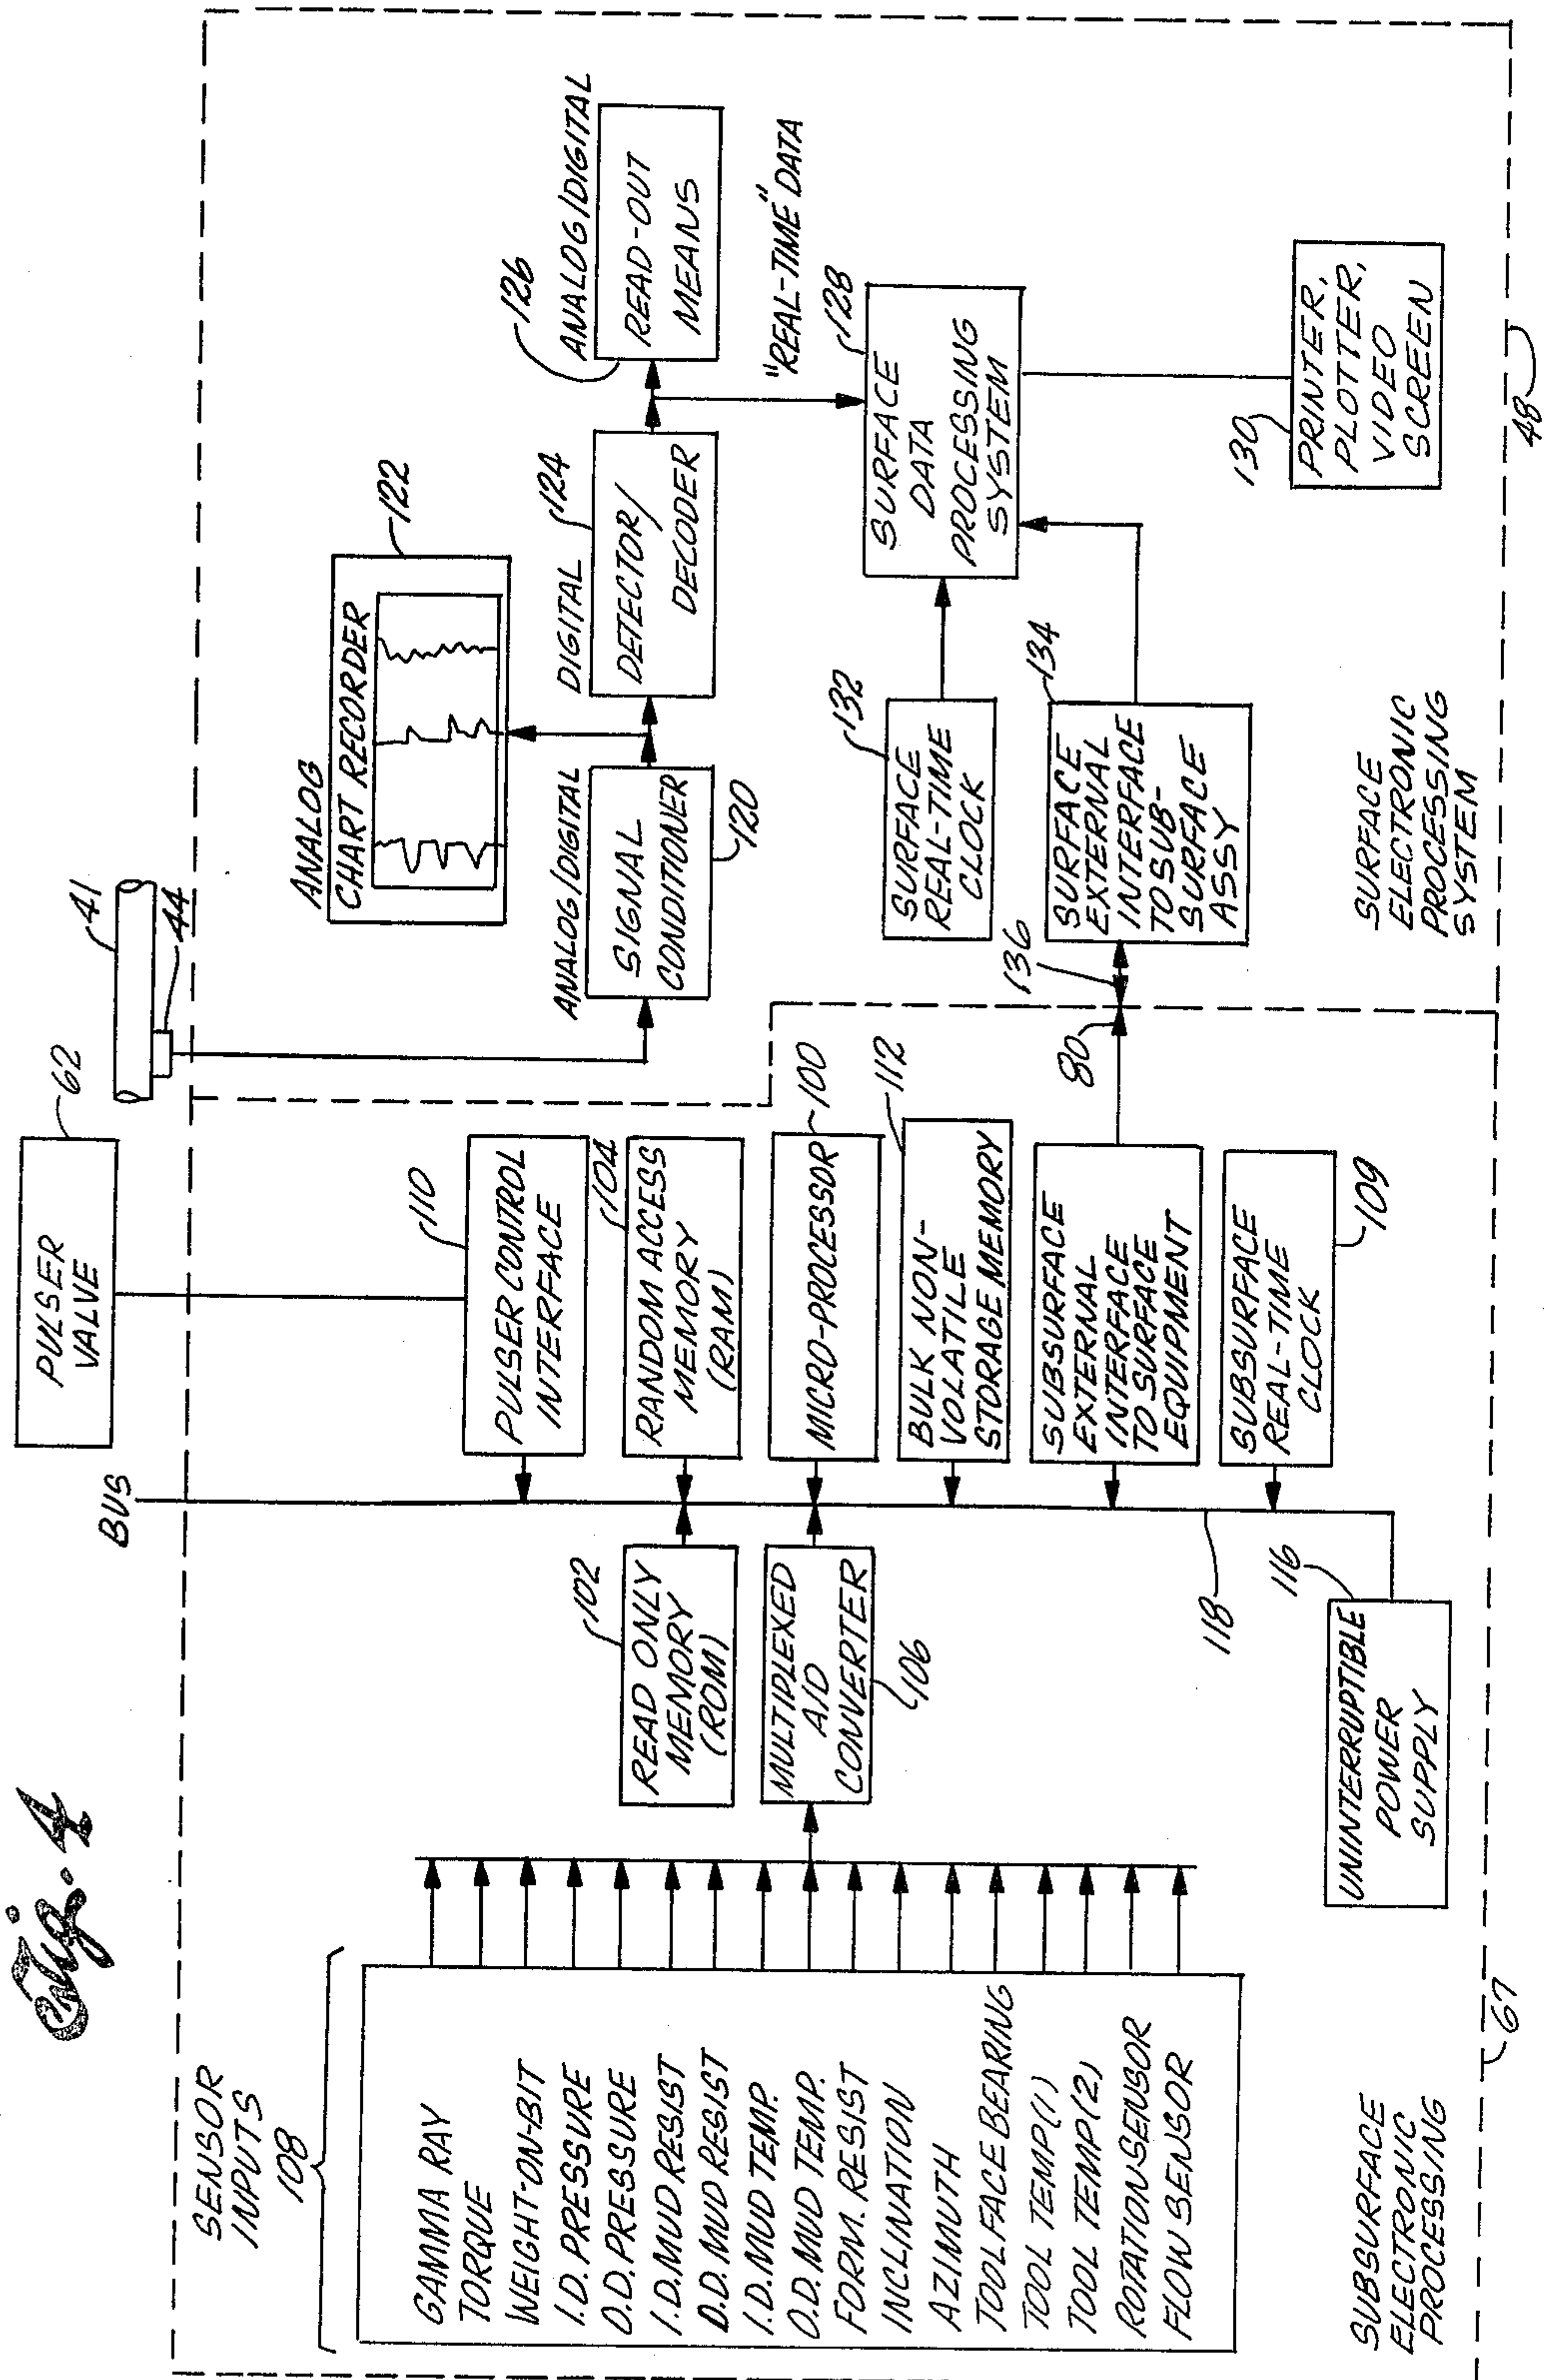 Fig. 4
SENSOR
INPUTS
108
GAMMA RAY
TORQUE
WEIGHT-ON-BIT
I.D. PRESSURE
O.D. PRESSURE
I.D. MUD RESIST
O.D. MUD RESIST
I.D. MUD TEMP.
O.D. MUD TEMP.
FORM. RESIST
INCLINATION
AZIMUTH
TOOL FACE BEARING
TOOL TEMP(1)
TOOL TEMP(2)
ROTATION SENSOR
FLOW SENSOR
SUBSURFACE
ELECTRONIC
PROCESSING
67
102
READ ONLY
MEMORY
(ROM)
MULTIPLEXED
A/D
CONVERTER
106
UNINTERRUPTIBLE
POWER
SUPPLY
116
118
BUS
PULSER
VALVE
62
PULSER CONTROL
INTERFACE
110
RANDOM ACCESS
MEMORY
(RAM)
104
MICRO-PROCESSOR
100
BULK NON-
VOLATILE
STORAGE MEMORY
112
SUBSURFACE
EXTERNAL
INTERFACE
TO SURFACE
EQUIPMENT
80
SUBSURFACE
REAL-TIME
CLOCK
109
41
44
ANALOG
CHART RECORDER
122
ANALOG/DIGITAL
SIGNAL
CONDITIONER
120
DIGITAL
DETECTOR/
DECODER
124
126
ANALOG/DIGITAL
READ-OUT
MEANS
"REAL-TIME" DATA
SURFACE
DATA
PROCESSING
SYSTEM
128
SURFACE
REAL-TIME
CLOCK
132
SURFACE
EXTERNAL
INTERFACE
TO SUB-
SURFACE
ASSY
134
136
130
PRINTER,
PLOTTER,
VIDEO
SCREEN
SURFACE
ELECTRONIC
PROCESSING
SYSTEM
48